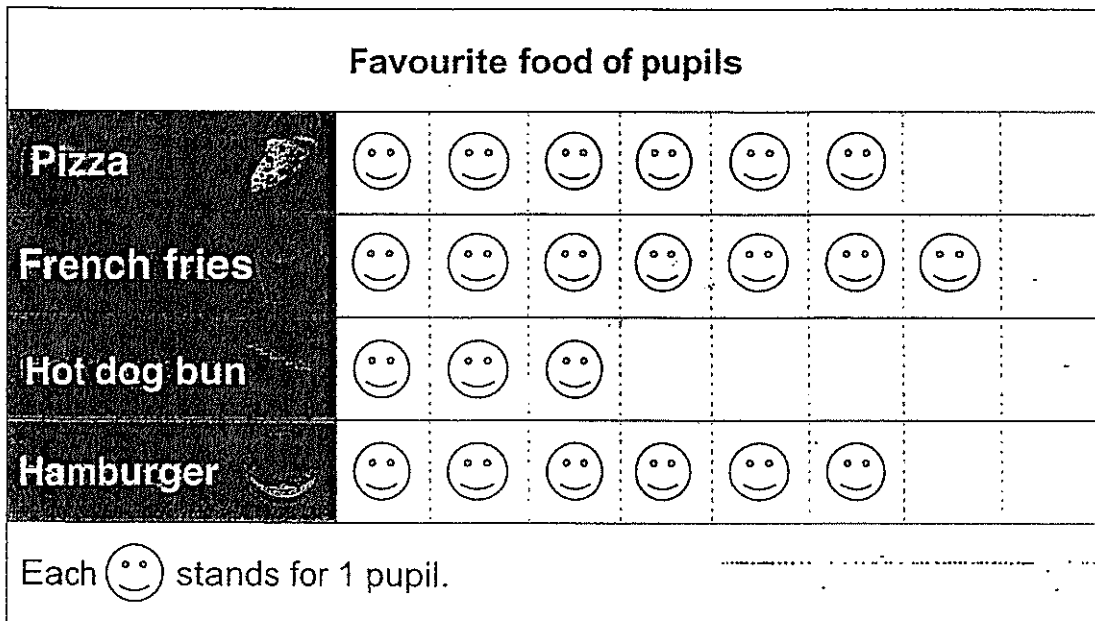 Favourite food of pupils
Pizza
French fries
Hot dog bun
Hamburger
Each stands for 1 pupil.